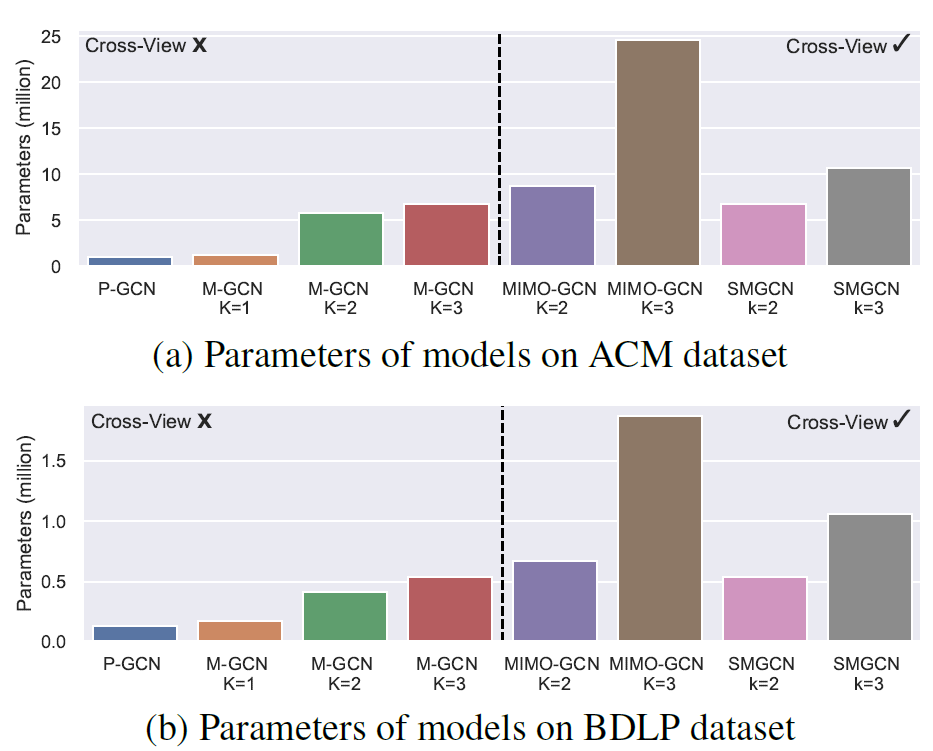 Cross-View X
Cross-View ✓
Parameters (million)
25
20
15
10
5
0
P-GCN
M-GCN
K=1
M-GCN
K=2
M-GCN
K=3
MIMO-GCN
K=2
MIMO-GCN
K=3
SMGCN
k=2
SMGCN
k=3
(a) Parameters of models on ACM dataset
Cross-View X
Cross-View ✓
Parameters (million)
1.5
1.0
0.5
0.0
P-GCN
M-GCN
K=1
M-GCN
K=2
M-GCN
K=3
MIMO-GCN
K=2
MIMO-GCN
K=3
SMGCN
k=2
SMGCN
k=3
(b) Parameters of models on BDLP dataset